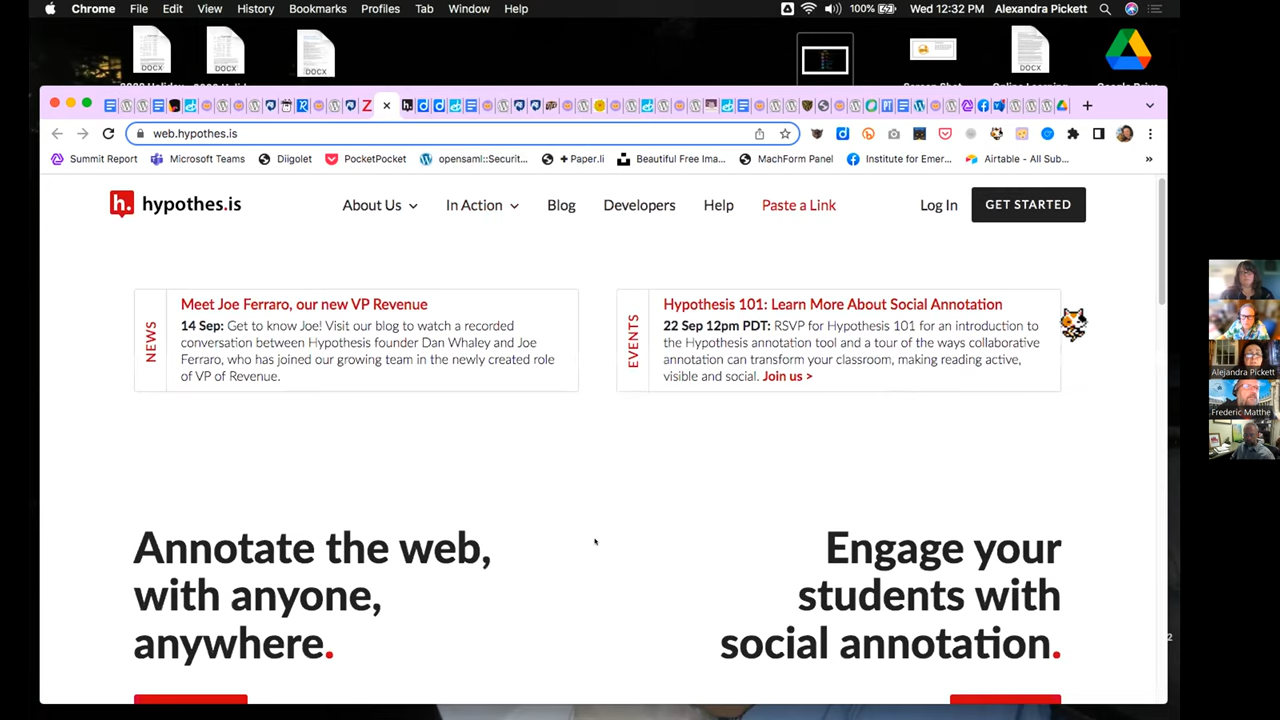 Chrome File Edit View History Bookmarks Profiles Tab Window Help 100% Wed 12:32 PM Alexandra Pickett
DOCX DOCX DOCX
web.hypothes.is
Summit Report Microsoft Teams Diigolet PocketPocket opensaml::Securit... + Paper.li Beautiful Free Ima... MachForm Panel Institute for Emer... Airtable - All Sub... »
h. hypothes.is About Us In Action Blog Developers Help Paste a Link Log In GET STARTED
NEWS
Meet Joe Ferraro, our new VP Revenue
14 Sep: Get to know Joe! Visit our blog to watch a recorded
conversation between Hypothesis founder Dan Whaley and Joe
Ferraro, who has joined our growing team in the newly created role
of VP of Revenue.
EVENTS
Hypothesis 101: Learn More About Social Annotation
22 Sep 12pm PDT: RSVP for Hypothesis 101 for an introduction to
the Hypothesis annotation tool and a tour of the ways collaborative
annotation can transform your classroom, making reading active,
visible and social. Join us >
Annotate the web,
with anyone,
anywhere.
Engage your
students with
social annotation.
Alejandra Pickett
Frederic Matthe